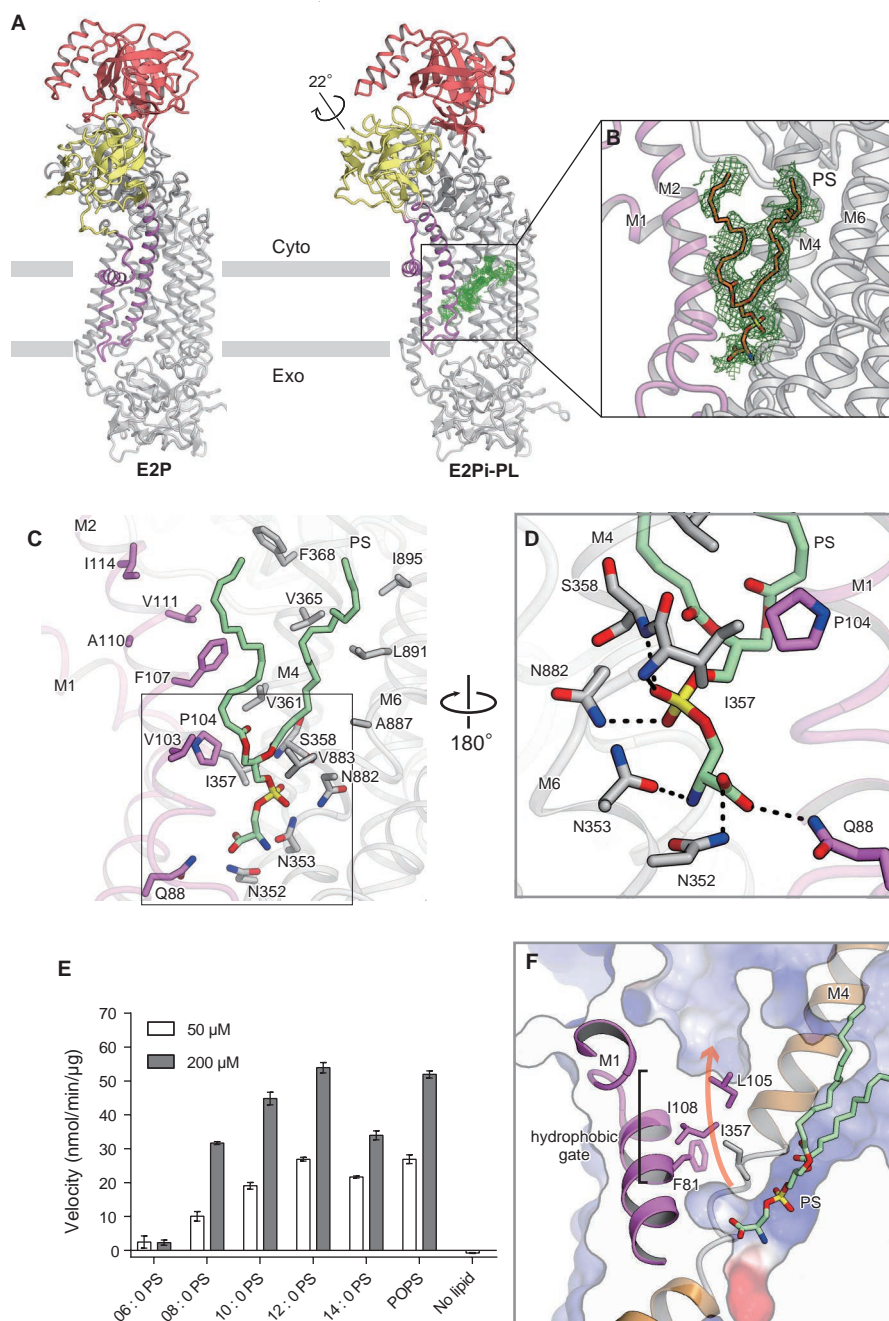 A
22°
Cyto
Exo
E2P
E2Pi-PL
B
M2
PS
M1
M6
M4
C
M2
PS
F368
I114
I895
V111
V365
A110
L891
F107
M4
M1
M6
V361
P104
A887
S358
V103
V883
I357
N882
N353
Q88
N352
180°
D
M4
PS
S358
M1
P104
N882
I357
M6
N353
Q88
N352
E
Velocity (nmol/min/µg)
70
60
50
40
30
20
10
0
50 µM
200 µM
06 : 0 PS
08 : 0 PS
10 : 0 PS
12 : 0 PS
14 : 0 PS
POPS
No lipid
F
M4
M1
L105
I108
I357
hydrophobic
gate
F81
PS